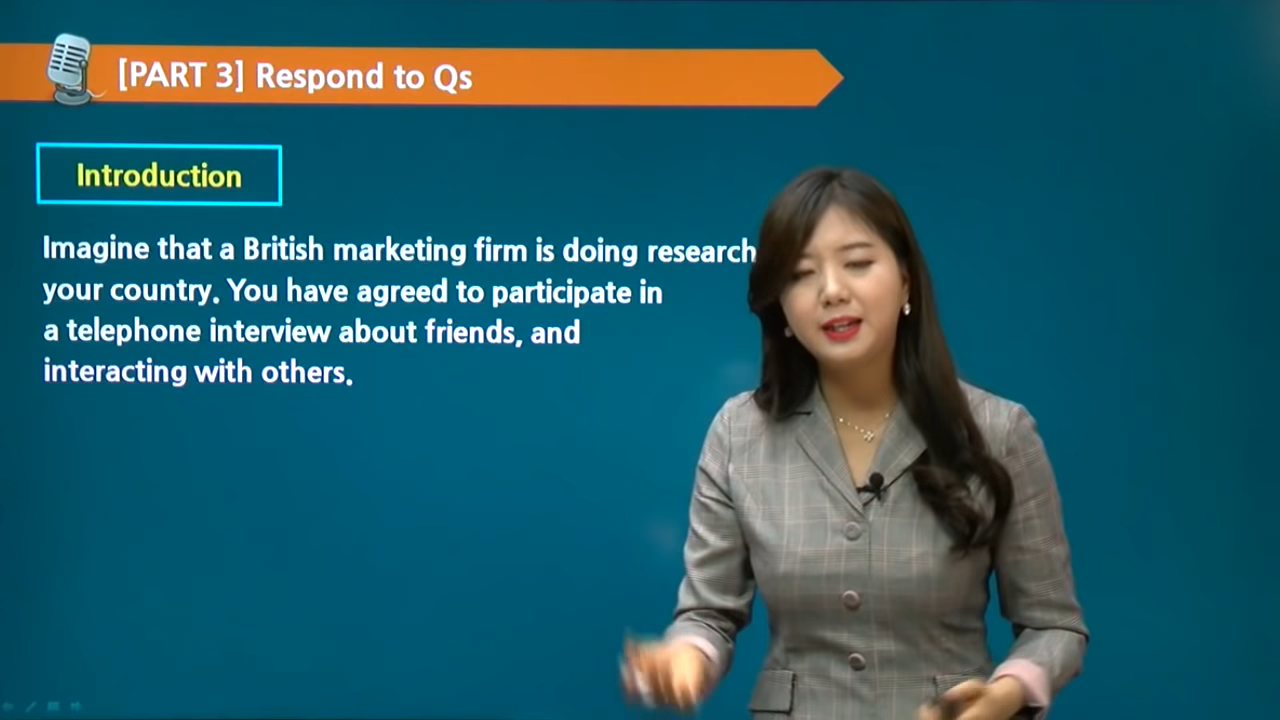 [PART 3] Respond to Qs
Introduction
Imagine that a British marketing firm is doing research
your country. You have agreed to participate in
a telephone interview about friends, and
interacting with others.